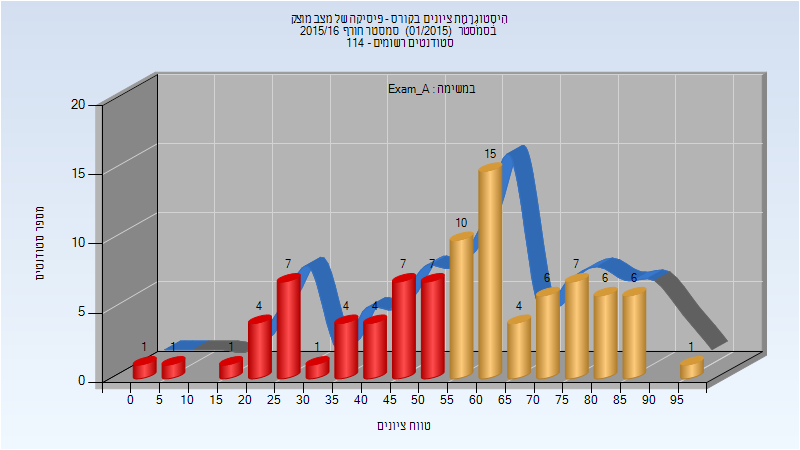 היסטוגרמת ציונים בקורס - פיסיקה של מצב מוצק
בסמסטר (01/2015) סמסטר חורף 2015/16
סטודנטים רשומים - 114
במשימה : Exam_A
מספר סטודנטים
20
15
10
5
0
1 1 1 4 7 1 4 4 7 7 10 15 4 6 7 6 6 1
0 5 10 15 20 25 30 35 40 45 50 55 60 65 70 75 80 85 90 95
טווח ציונים